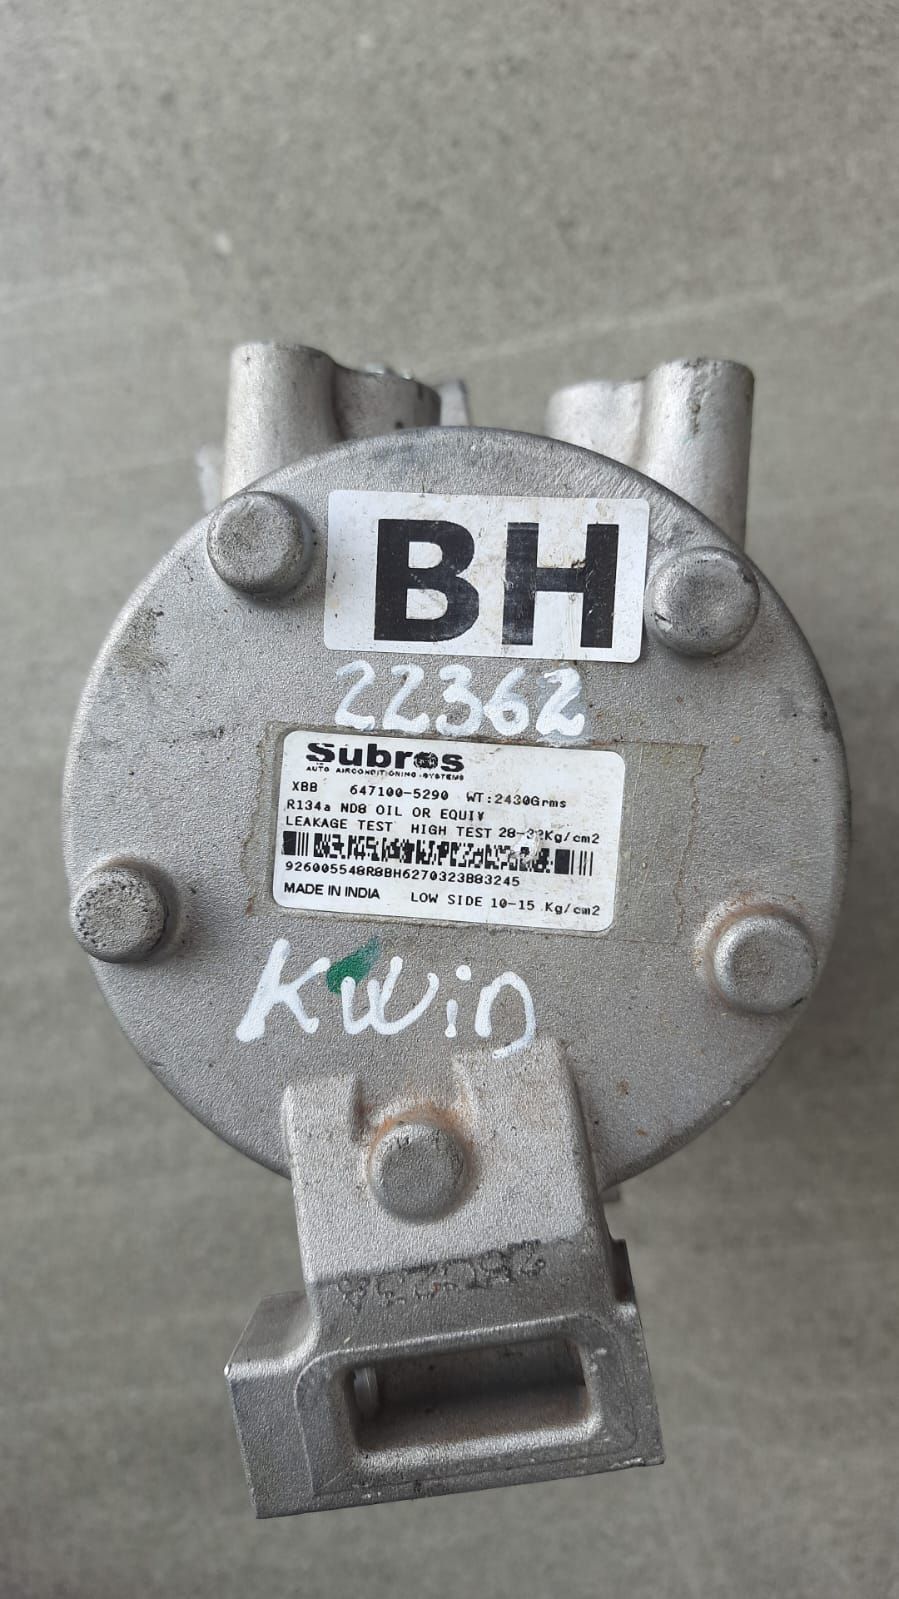 BH
22362
Subros
AUTO AIRCONDITIONING SYSTEMS
XBB 647100-5290 WT:2430Grms
R134a ND8 OIL OR EQUIV
LEAKAGE TEST HIGH TEST 28-32Kg/cm2
926005548R8BH6270323B83245
MADE IN INDIA LOW SIDE 10-15 Kg/cm2
Kwin